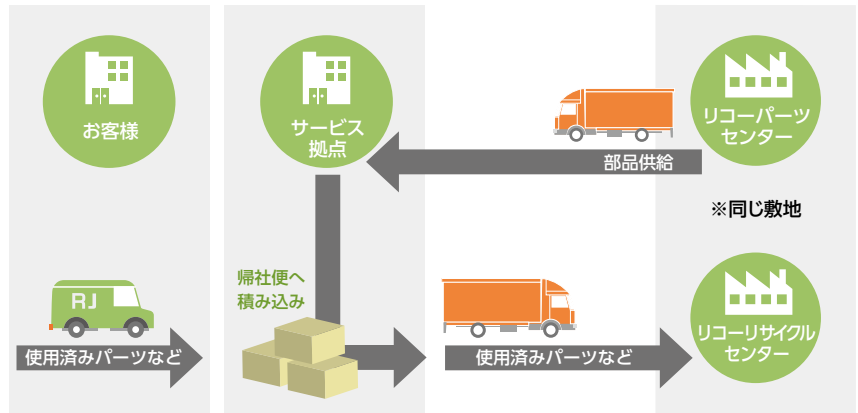 お客様
サービス
拠点
リコーパーツ
センター
部品供給
※同じ敷地
帰社便へ
積み込み
RJ
使用済みパーツなど
使用済みパーツなど
リコーリサイクル
センター